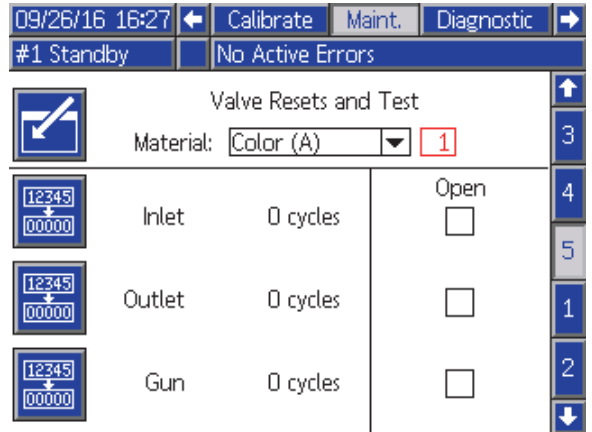 09/26/16 16:27 Calibrate Maint. Diagnostic
#1 Standby No Active Errors
Valve Resets and Test
Material: Color (A) 1
3
Open
4
12345
00000
Inlet 0 cycles
5
12345
00000
Outlet 0 cycles
1
12345
00000
Gun 0 cycles
2